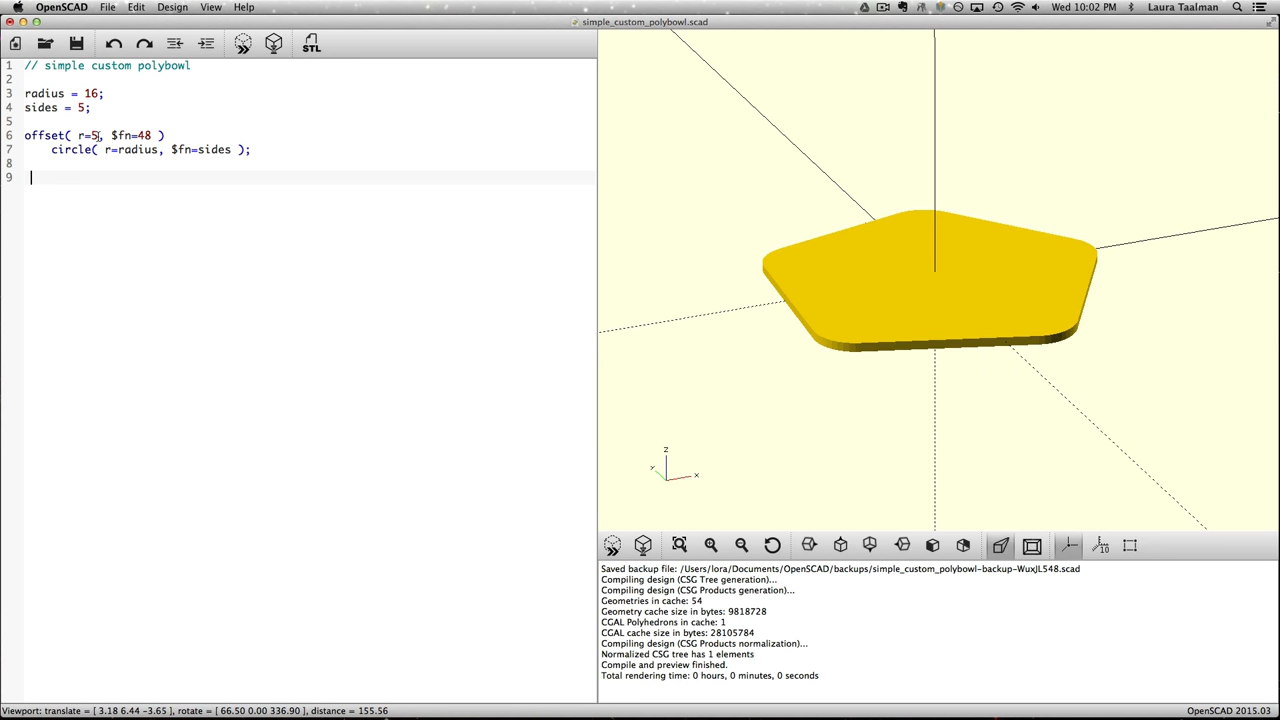 OpenSCAD File Edit Design View Help Wed 10:02 PM Laura Taalman
simple_custom_polybowl.scad
STL
1 // simple custom polybowl
2
3 radius = 16;
4 sides = 5;
5
6 offset( r=5, $fn=48 )
7 circle( r=radius, $fn=sides );
8
9
z
y
x
10
Saved backup file: /Users/lora/Documents/OpenSCAD/backups/simple_custom_polybowl-backup-WuxJL548.scad
Compiling design (CSG Tree generation)...
Compiling design (CSG Products generation)...
Geometries in cache: 54
Geometry cache size in bytes: 9818728
CGAL Polyhedrons in cache: 1
CGAL cache size in bytes: 28105784
Compiling design (CSG Products normalization)...
Normalized CSG tree has 1 elements
Compile and preview finished.
Total rendering time: 0 hours, 0 minutes, 0 seconds
Viewport: translate = [ 3.18 6.44 -3.65 ], rotate = [ 66.50 0.00 336.90 ], distance = 155.56
OpenSCAD 2015.03